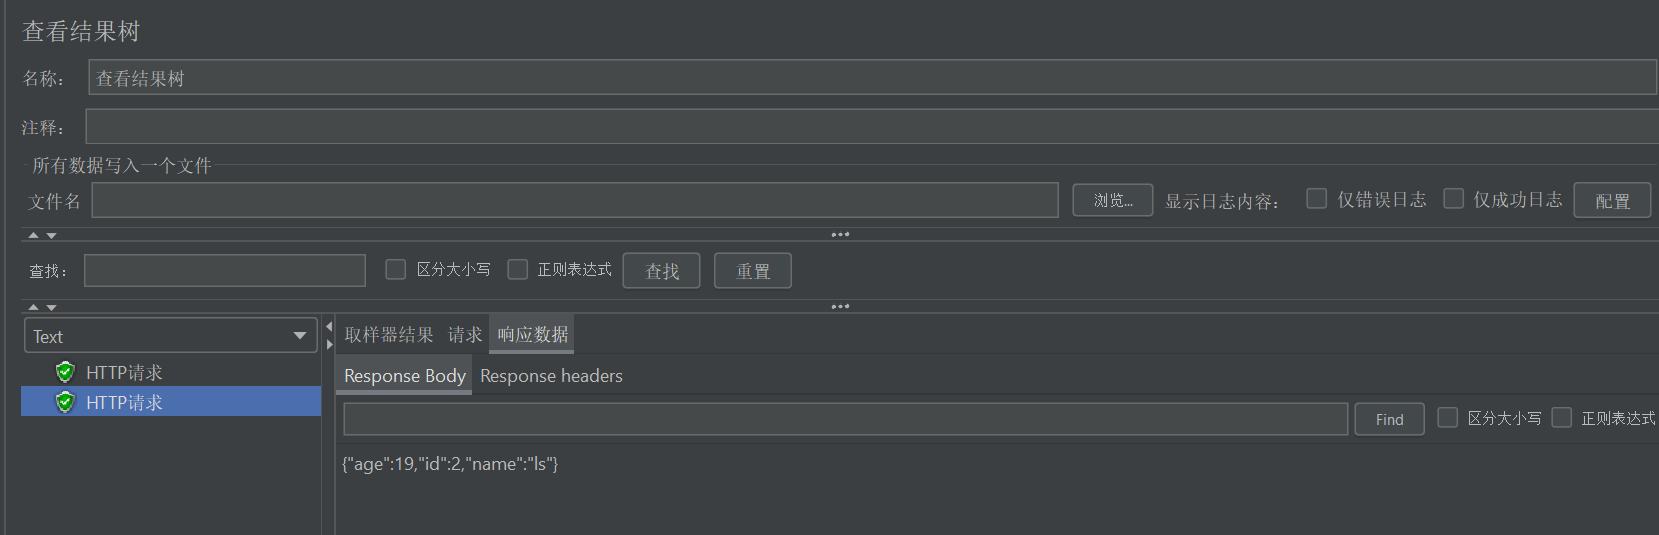 查看结果树
名称： 查看结果树
注释：
所有数据写入一个文件
文件名 浏览... 显示日志内容： 仅错误日志 仅成功日志 配置
查找： 区分大小写 正则表达式 查找 重置
Text 取样器结果 请求 响应数据
HTTP请求 Response Body Response headers
HTTP请求 Find 区分大小写 正则表达式
{"age":19,"id":2,"name":"ls"}